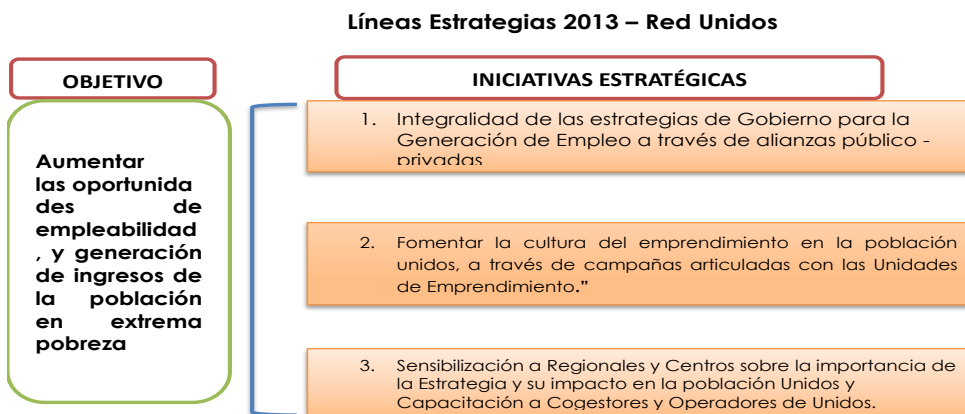 Líneas Estrategias 2013 – Red Unidos
OBJETIVO
INICIATIVAS ESTRATÉGICAS
Aumentar
las oportunida
des de
empleabilidad
, y generación
de ingresos de
la población
en extrema
pobreza
1. Integralidad de las estrategias de Gobierno para la
Generación de Empleo a través de alianzas público -
privadas
2. Fomentar la cultura del emprendimiento en la población
unidos, a través de campañas articuladas con las Unidades
de Emprendimiento.”
3. Sensibilización a Regionales y Centros sobre la importancia de
la Estrategia y su impacto en la población Unidos y
Capacitación a Cogestores y Operadores de Unidos.